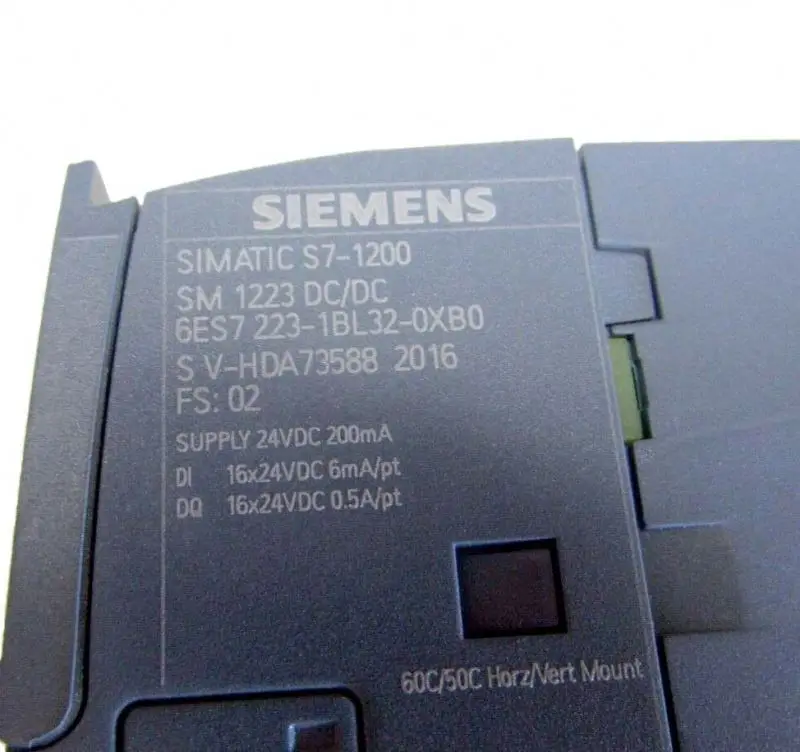 SIEMENS
SIMATIC S7-1200
SM 1223 DC/DC
6ES7 223-1BL32-0XB0
S V-HDA73588 2016
FS: 02
SUPPLY 24VDC 200mA
DI 16x24VDC 6mA/pt
DQ 16x24VDC 0.5A/pt
60C/50C Horz/Vert Mount